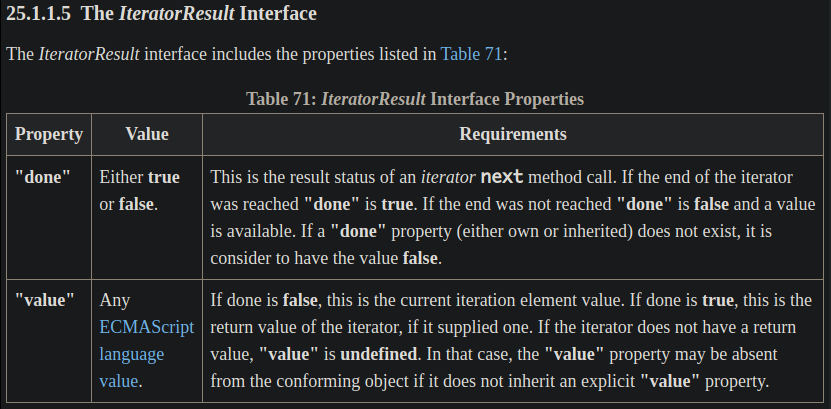 25.1.1.5 The IteratorResult Interface
The IteratorResult interface includes the properties listed in Table 71:
Table 71: IteratorResult Interface Properties
Property Value Requirements
"done"
Either true
or false.
This is the result status of an iterator next method call. If the end of the iterator
was reached "done" is true. If the end was not reached "done" is false and a value
is available. If a "done" property (either own or inherited) does not exist, it is
consider to have the value false.
"value"
Any
ECMAScript
language
value.
If done is false, this is the current iteration element value. If done is true, this is the
return value of the iterator, if it supplied one. If the iterator does not have a return
value, "value" is undefined. In that case, the "value" property may be absent
from the conforming object if it does not inherit an explicit "value" property.